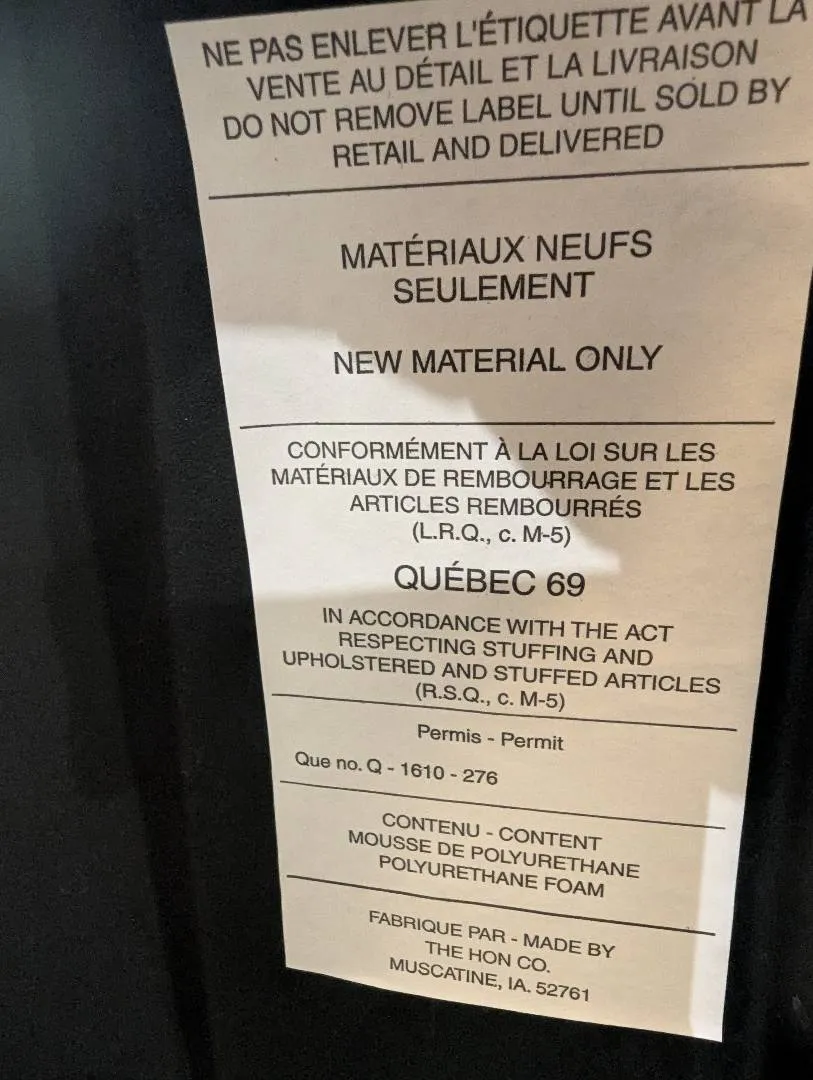 NE PAS ENLEVER L'ÉTIQUETTE AVANT LA
VENTE AU DÉTAIL ET LA LIVRAISON
DO NOT REMOVE LABEL UNTIL SOLD BY
RETAIL AND DELIVERED
MATÉRIAUX NEUFS
SEULEMENT
NEW MATERIAL ONLY
CONFORMÉMENT À LA LOI SUR LES
MATÉRIAUX DE REMBOURRAGE ET LES
ARTICLES REMBOURRÉS
(L.R.Q., c. M-5)
QUÉBEC 69
IN ACCORDANCE WITH THE ACT
RESPECTING STUFFING AND
UPHOLSTERED AND STUFFED ARTICLES
(R.S.Q., c. M-5)
Permis - Permit
Que no. Q - 1610 - 276
CONTENU - CONTENT
MOUSSE DE POLYURETHANE
POLYURETHANE FOAM
FABRIQUE PAR - MADE BY
THE HON CO.
MUSCATINE, IA. 52761